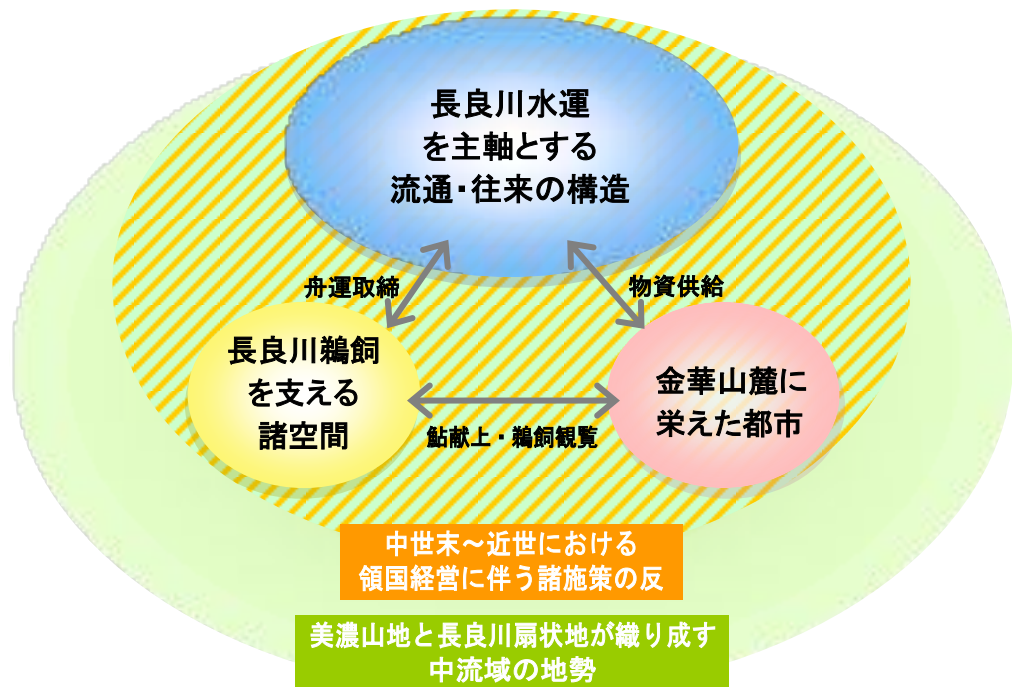 長良川水運
を主軸とする
流通・往来の構造
舟運取締
物資供給
長良川鵜飼
を支える
諸空間
金華山麓に
栄えた都市
鮎献上・鵜飼観覧
中世末～近世における
領国経営に伴う諸施策の反
美濃山地と長良川扇状地が織り成す
中流域の地勢